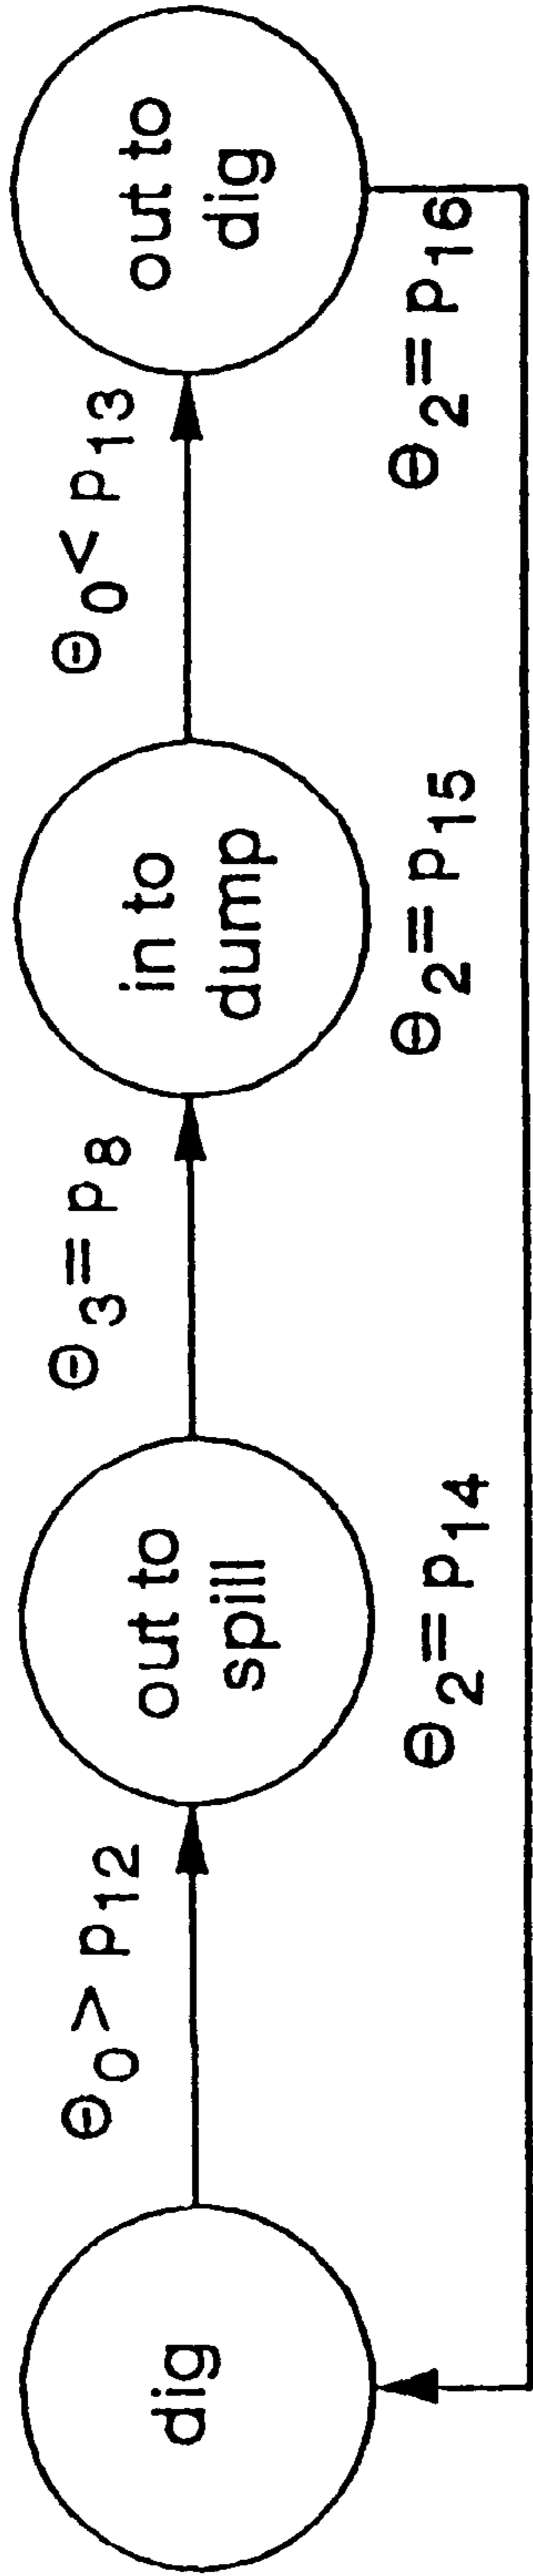 dig
Θ₀ > p₁₂
out to
spill
Θ₂ = p₁₄
Θ₃ = p₈
in to
dump
Θ₂ = p₁₅
Θ₀ < p₁₃
out to
dig
Θ₂ = p₁₆